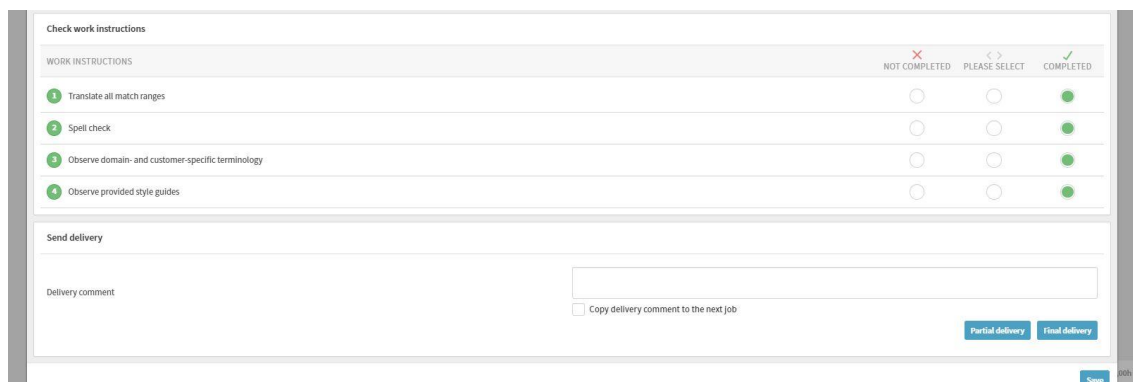 Check work instructions
WORK INSTRUCTIONS
NOT COMPLETED
PLEASE SELECT
COMPLETED
1 Translate all match ranges
2 Spell check
3 Observe domain- and customer-specific terminology
4 Observe provided style guides
Send delivery
Delivery comment
Copy delivery comment to the next job
Partial delivery
Final delivery
Save
,00h